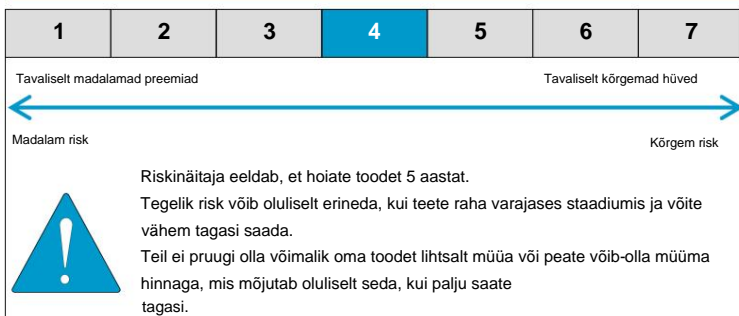 1 2 3 4 5 6 7
Tavaliselt madalamad preemiad Tavaliselt kõrgemad hüved
Madalam risk Kõrgem risk
Riskinäitaja eeldab, et hoiate toodet 5 aastat.
Tegelik risk võib oluliselt erineda, kui teete raha varajases staadiumis ja võite
vähem tagasi saada.
Teil ei pruugi olla võimalik oma toodet lihtsalt müüa või peate võib-olla müüma
hinnaga, mis mõjutab oluliselt seda, kui palju saate
tagasi.